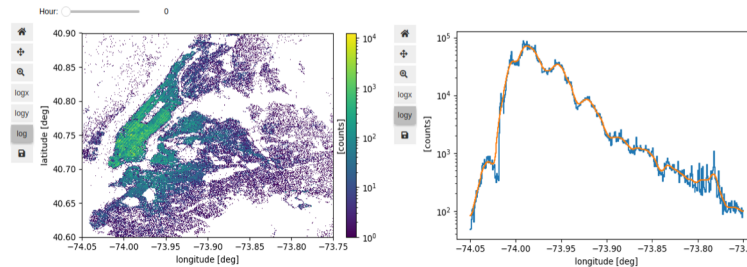 Hour: 0
logx
logy
log
40.90
40.85
40.80
40.75
40.70
40.65
40.60
latitude [deg]
−74.05 −74.00 −73.95 −73.90 −73.85 −73.80 −73.75
longitude [deg]
10⁴
10³
10²
10¹
10⁰
[counts]
logx
logy
10⁵
10³
10²
[counts]
−74.05 −74.00 −73.95 −73.90 −73.85 −73.80
longitude [deg]